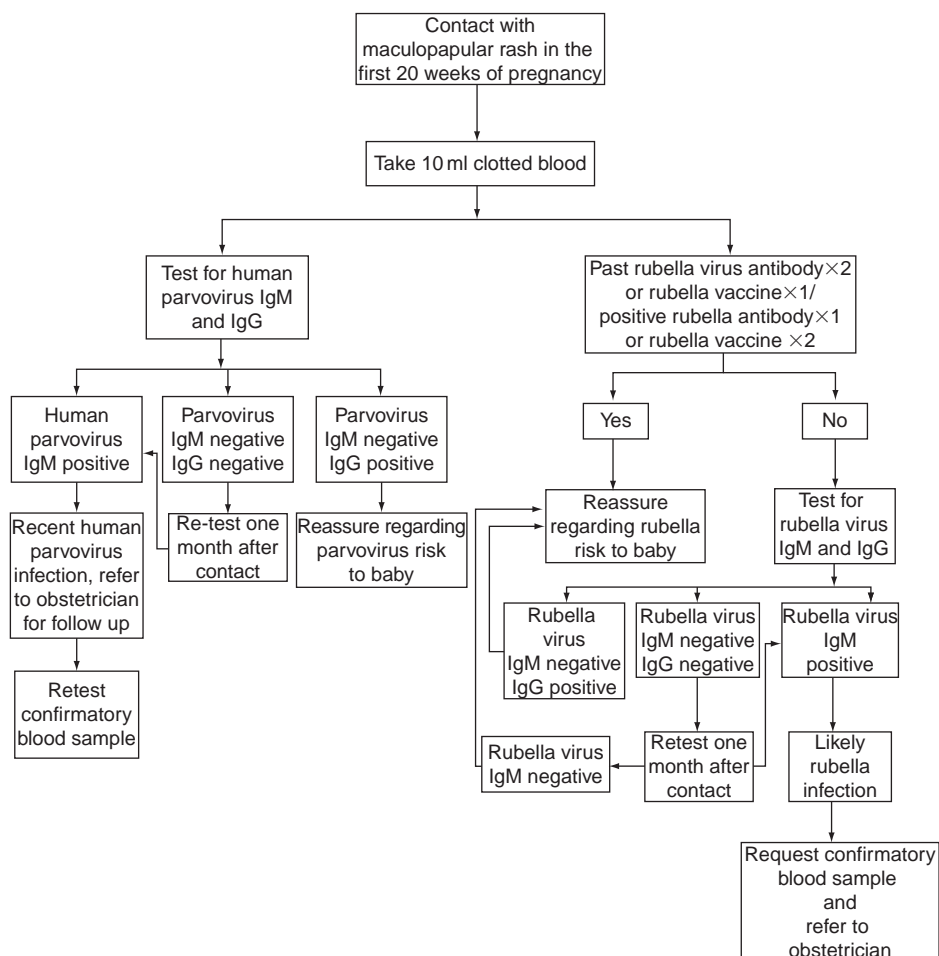 Contact with
maculopapular rash in the
first 20 weeks of pregnancy
Take 10 ml clotted blood
Test for human
parvovirus IgM
and IgG
Past rubella virus antibody×2
or rubella vaccine×1/
positive rubella antibody×1
or rubella vaccine ×2
Human
parvovirus
IgM positive
Parvovirus
IgM negative
IgG negative
Parvovirus
IgM negative
IgG positive
Yes
No
Recent human
parvovirus
infection, refer
to obstetrician
for follow up
Re-test one
month after
contact
Reassure regarding
parvovirus risk
to baby
Reassure
regarding rubella
risk to baby
Test for
rubella virus
IgM and IgG
Rubella
virus
IgM negative
IgG positive
Rubella virus
IgM negative
IgG negative
Rubella virus
IgM
positive
Retest
confirmatory
blood sample
Rubella virus
IgM negative
Retest one
month after
contact
Likely
rubella
infection
Request confirmatory
blood sample
and
refer to
obstetrician